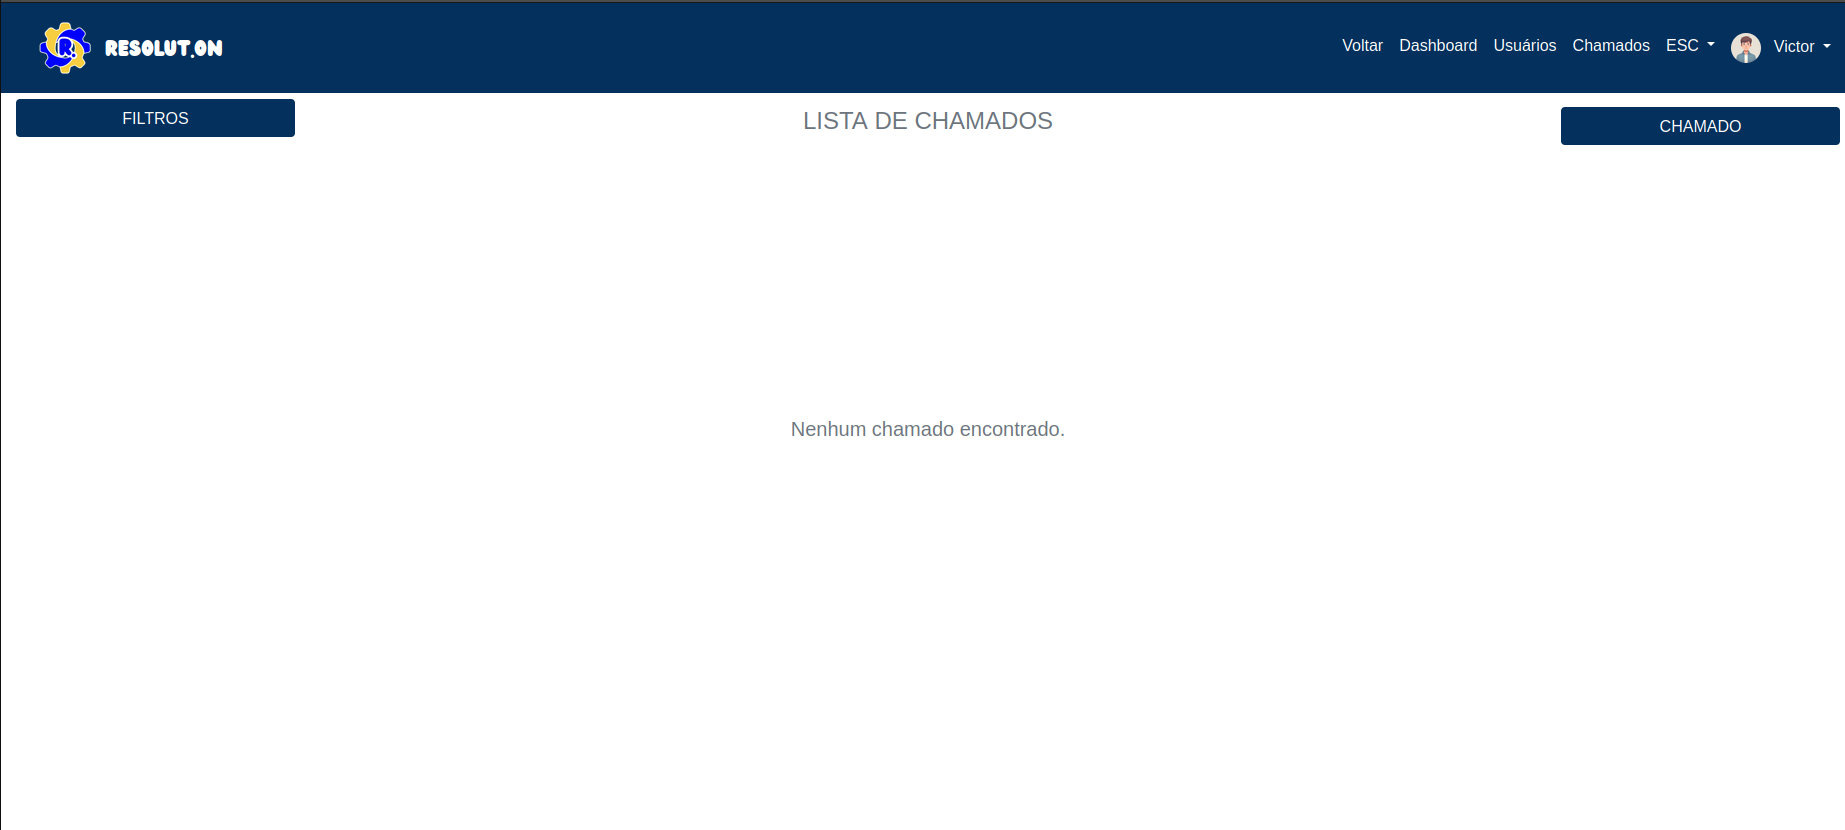 R.
RESOLUT.ON
Voltar Dashboard Usuários Chamados ESC Victor
FILTROS
LISTA DE CHAMADOS
CHAMADO
Nenhum chamado encontrado.